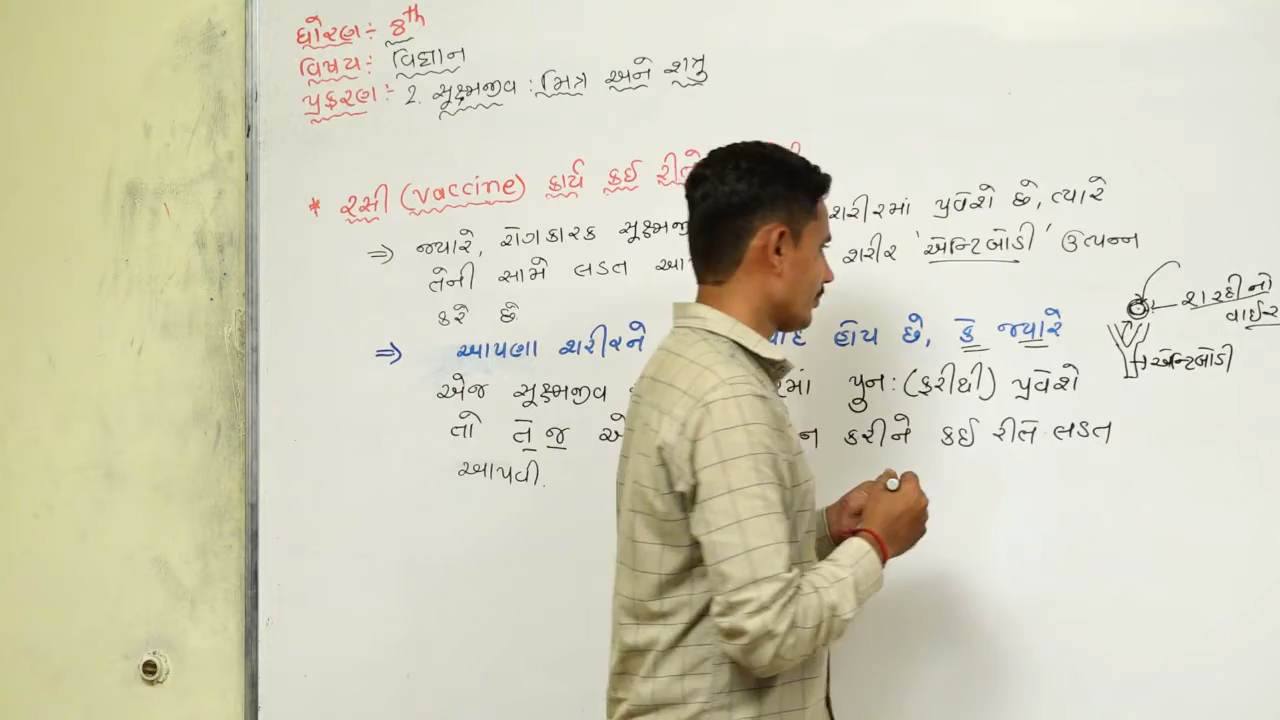 ધોરણ ÷ 8th
વિષય : વિજ્ઞાન
પ્રકરણ :- 2. સૂક્ષ્મજીવ : મિત્ર અને શત્રુ
* રસી (vaccine) કાર્ય કઈ રીતે
⇒ જ્યારે, રોગકારક સૂક્ષ્મજી શરીરમાં પ્રવેશે છે, ત્યારે
તેની સામે લડત આ શરીર 'એન્ટિબોડી' ઉત્પન્ન
કરે છે
⇒ આપણા શરીરને યાદ હોય છે, કે જ્યારે
એજ સૂક્ષ્મજીવ રમાં પુન: (ફરીથી) પ્રવેશે
તો તે જ એ ન કરીને કઈ રીતે લડત
આપવી.
શરદીનો
વાઈર
એન્ટિબોડી